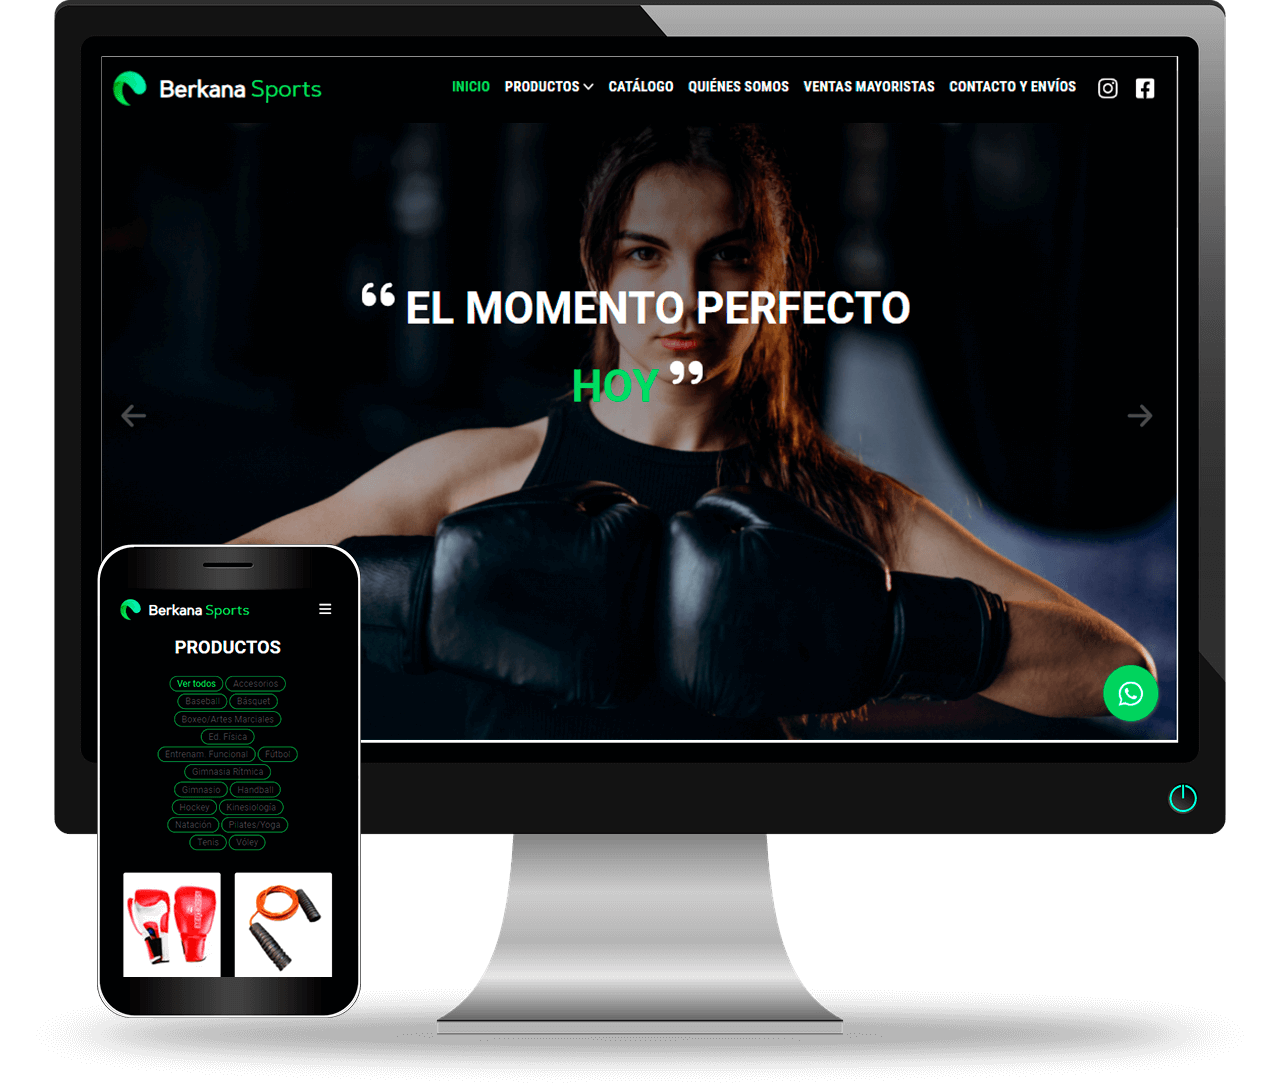 Berkana Sports
INICIO PRODUCTOS CATÁLOGO QUIÉNES SOMOS VENTAS MAYORISTAS CONTACTO Y ENVÍOS
“ EL MOMENTO PERFECTO
HOY ”
Berkana Sports
PRODUCTOS
Ver todos Accesorios
Baseball Básquet
Boxeo/Artes Marciales
Ed. Física
Entrenam. Funcional Fútbol
Gimnasia Rítmica
Gimnasio Handball
Hockey Kinesiología
Natación Pilates/Yoga
Tenis Vóley